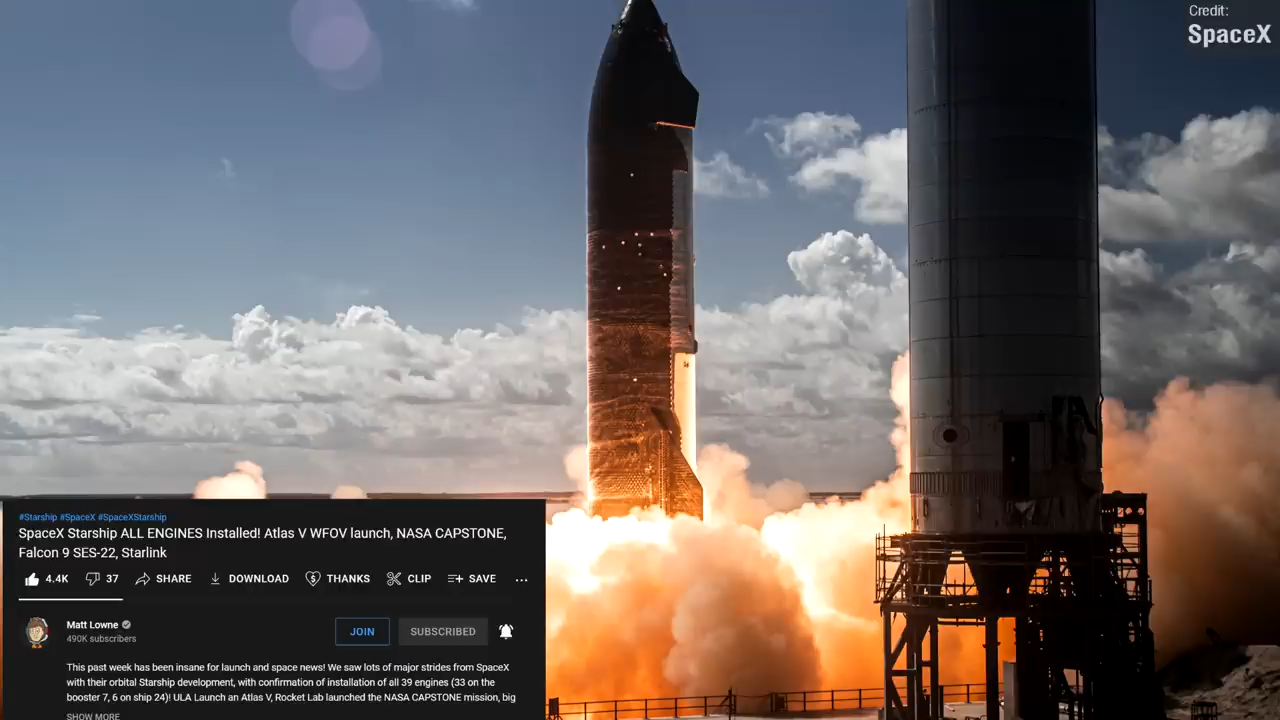 Credit:
SpaceX
#Starship #SpaceX #SpaceXStarship
SpaceX Starship ALL ENGINES Installed! Atlas V WFOV launch, NASA CAPSTONE,
Falcon 9 SES-22, Starlink
4.4K 37 SHARE DOWNLOAD THANKS CLIP SAVE ...
Matt Lowne
490K subscribers
JOIN SUBSCRIBED
This past week has been insane for launch and space news! We saw lots of major strides from SpaceX
with their orbital Starship development, with confirmation of installation of all 39 engines (33 on the
booster 7, 6 on ship 24)! ULA Launch an Atlas V, Rocket Lab launched the NASA CAPSTONE mission, big
SHOW MORE